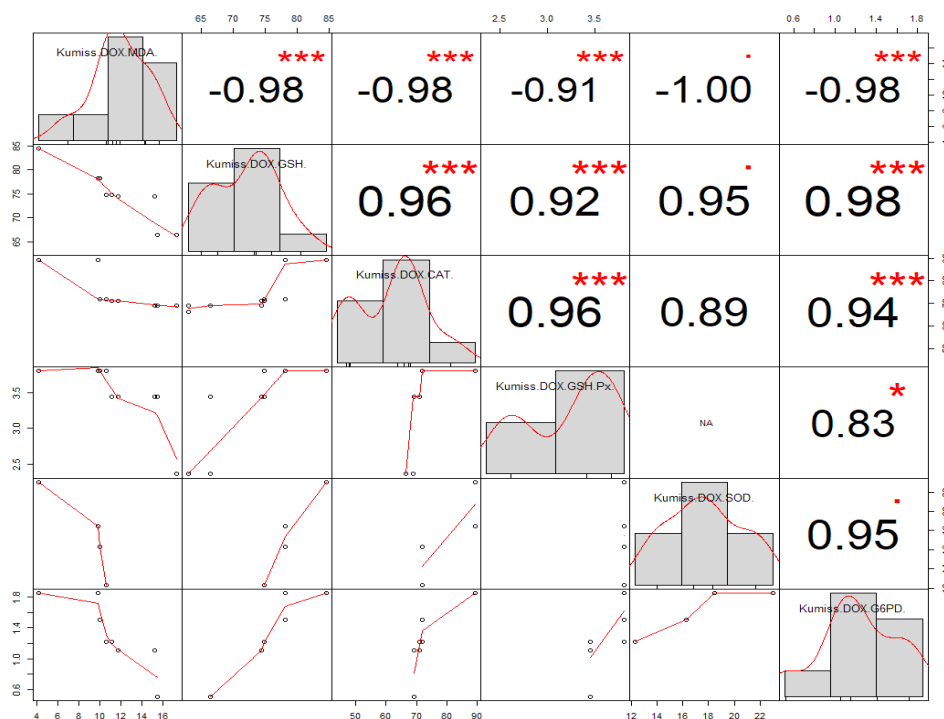 65 70 75 80 85 2.5 3.0 3.5 0.6 1.0 1.4 1.8
Kumiss.DOX.MDA.
*** *** *** . ***
-0.98 -0.98 -0.91 -1.00 -0.98
85
80
75
70
65
Kumiss.DOX.GSH.
*** *** . ***
0.96 0.92 0.95 0.98
Kumiss.DOX.CAT.
*** ***
0.96 0.89 0.94
3.5
3.0
2.5
Kumiss.DOX.GSH.Px.
*
NA 0.83
Kumiss.DOX.SOD.
.
0.95
1.8
1.4
1.0
0.6
Kumiss.DOX.G6PD.
4 6 8 10 12 16 50 60 70 80 90 12 14 16 18 20 22